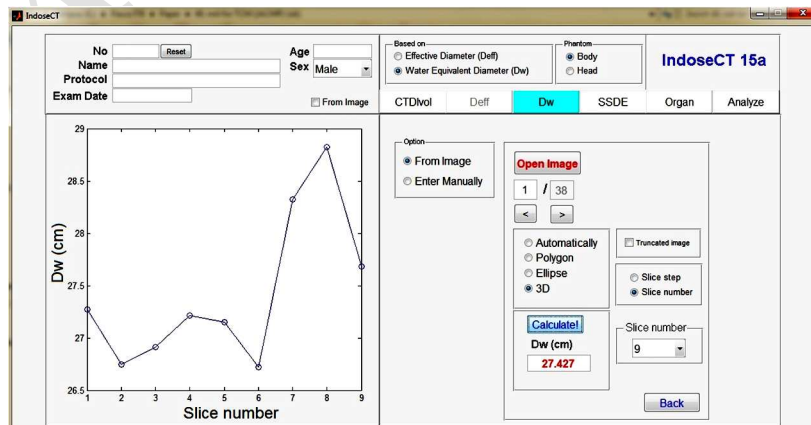 IndoseCT
No Reset Age
Name Sex Male
Protocol
Exam Date From Image
Based on
Effective Diameter (Deff)
Water Equivalent Diameter (Dw)
Phantom
Body
Head
IndoseCT 15a
CTDIvol Deff Dw SSDE Organ Analyze
29
28.5
28
27.5
27
26.5
1 2 3 4 5 6 7 8 9
Dw (cm)
Slice number
Option
From Image
Enter Manually
Open Image
1 / 38
< >
Automatically
Polygon
Ellipse
3D
Truncated image
Slice step
Slice number
Calculate!
Dw (cm)
27.427
Slice number
9
Back